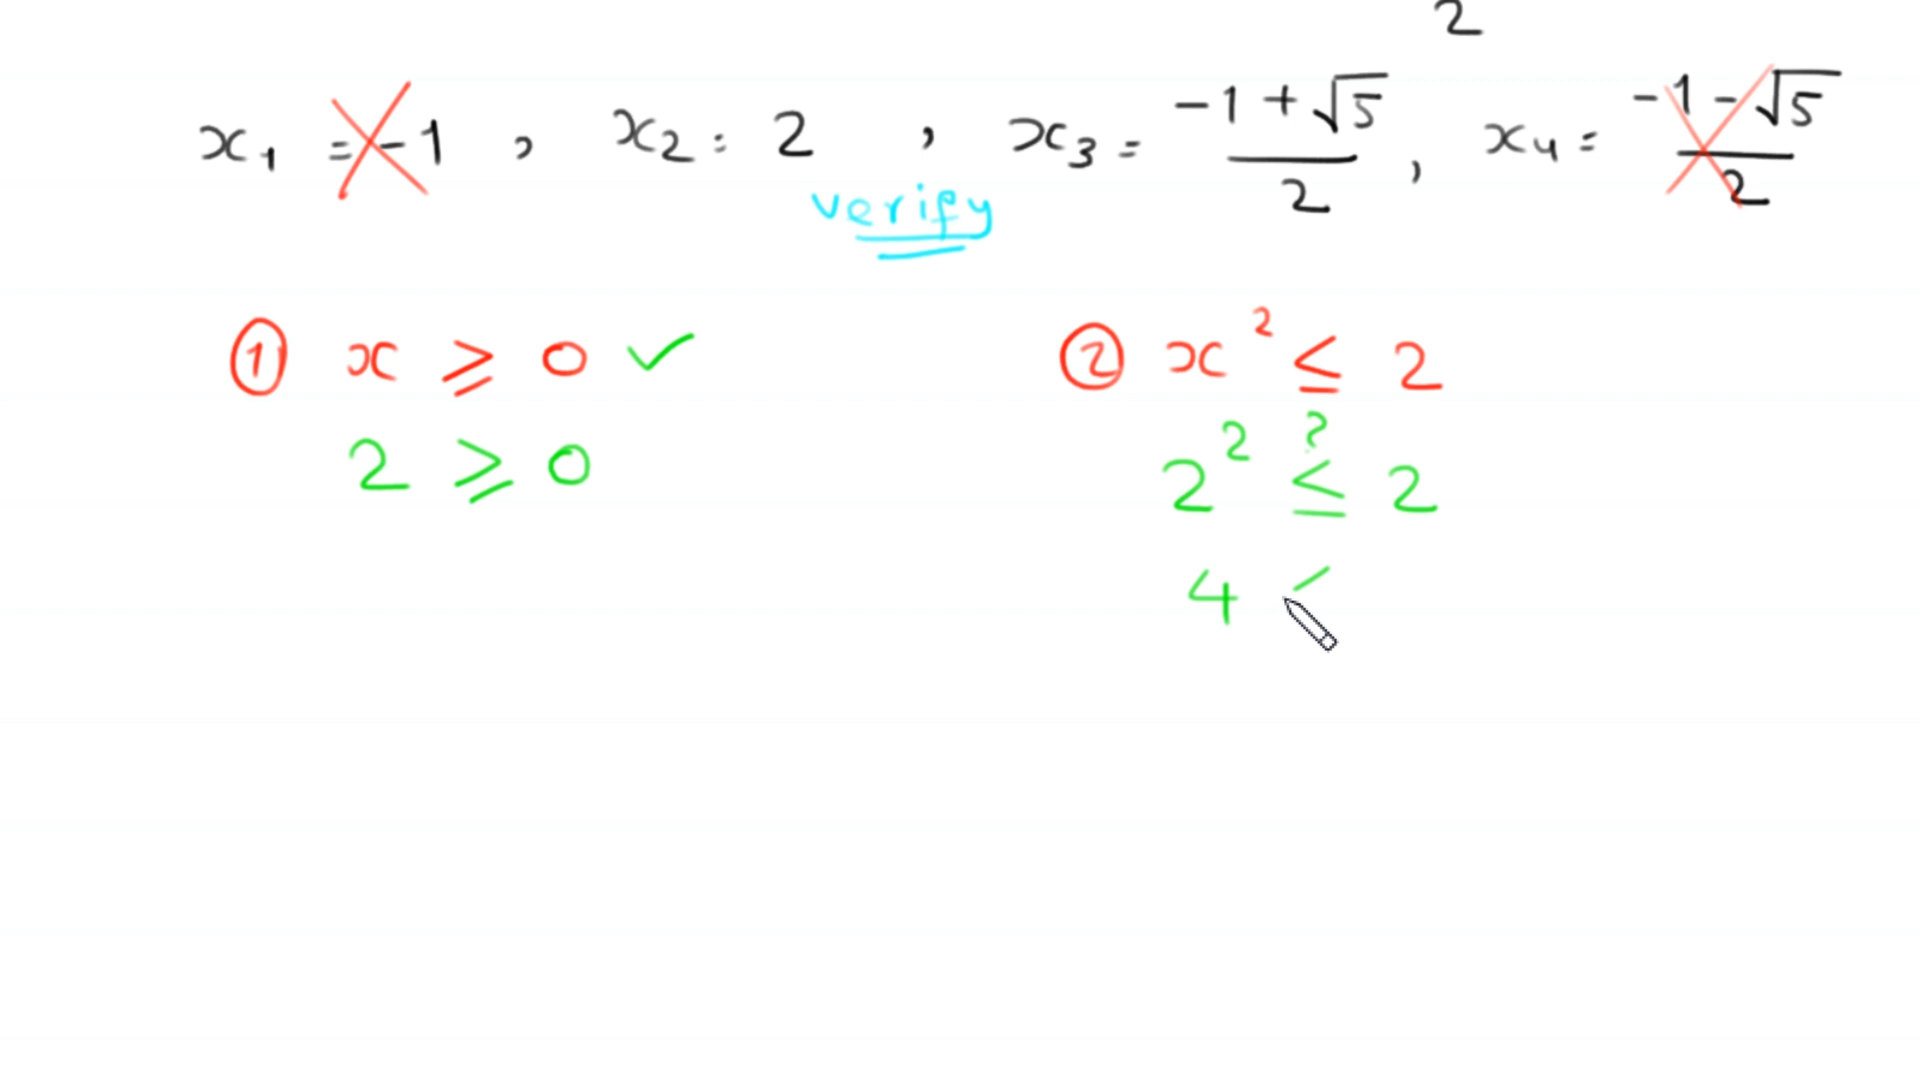 2
x₁ = -1 , x₂ = 2 , x₃ = (-1 + √5)/2 , x₄ = (-1 - √5)/2
verify
① x ≥ 0 ✓ ② x² ≤ 2
2 ≥ 0 2² ≤ 2
?
4